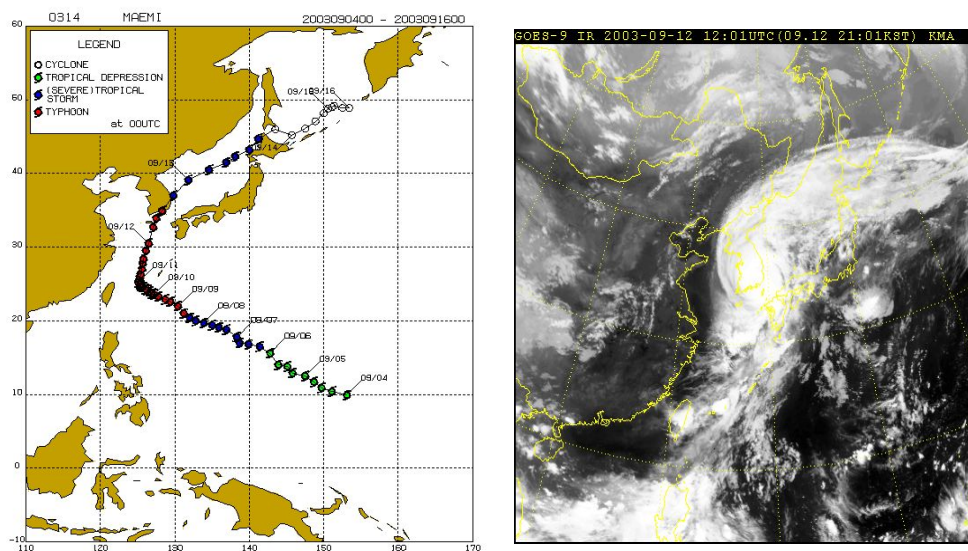 0314 MAEMI 2003090400 - 2003091600
LEGEND
CYCLONE
TROPICAL DEPRESSION
(SEVERE)TROPICAL
STORM
TYPHOON
at 00UTC
60
50
40
30
20
10
0
-10
110 120 130 140 150 160 170
09/16
09/14
09/13
09/12
09/11
09/10
09/09
09/08
09/07
09/06
09/05
09/04
GOES-9 IR 2003-09-12 12:01UTC(09.12 21:01KST) KMA